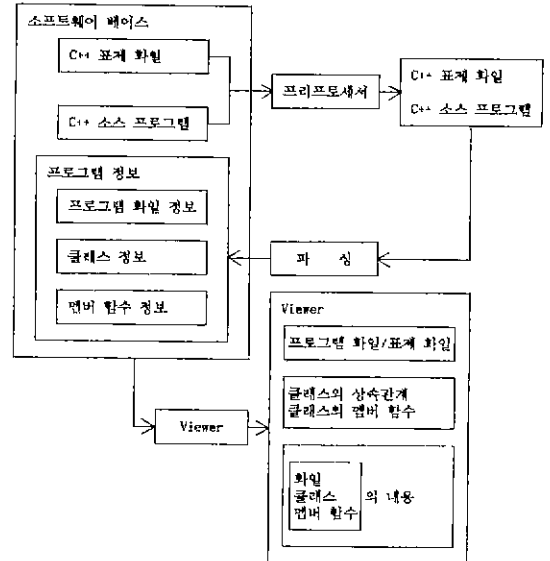 소프트웨어 베이스
C++ 표제 화일
C++ 소스 프로그램
프리프로세서
C++ 표제 화일
C++ 소스 프로그램
프로그램 정보
프로그램 화일 정보
클래스 정보
멤버 함수 정보
파 싱
Viewer
Viewer
프로그램 화일/표제 화일
클래스의 상속관계
클래스의 멤버 함수
화일
클래스 의 내용
멤버 함수